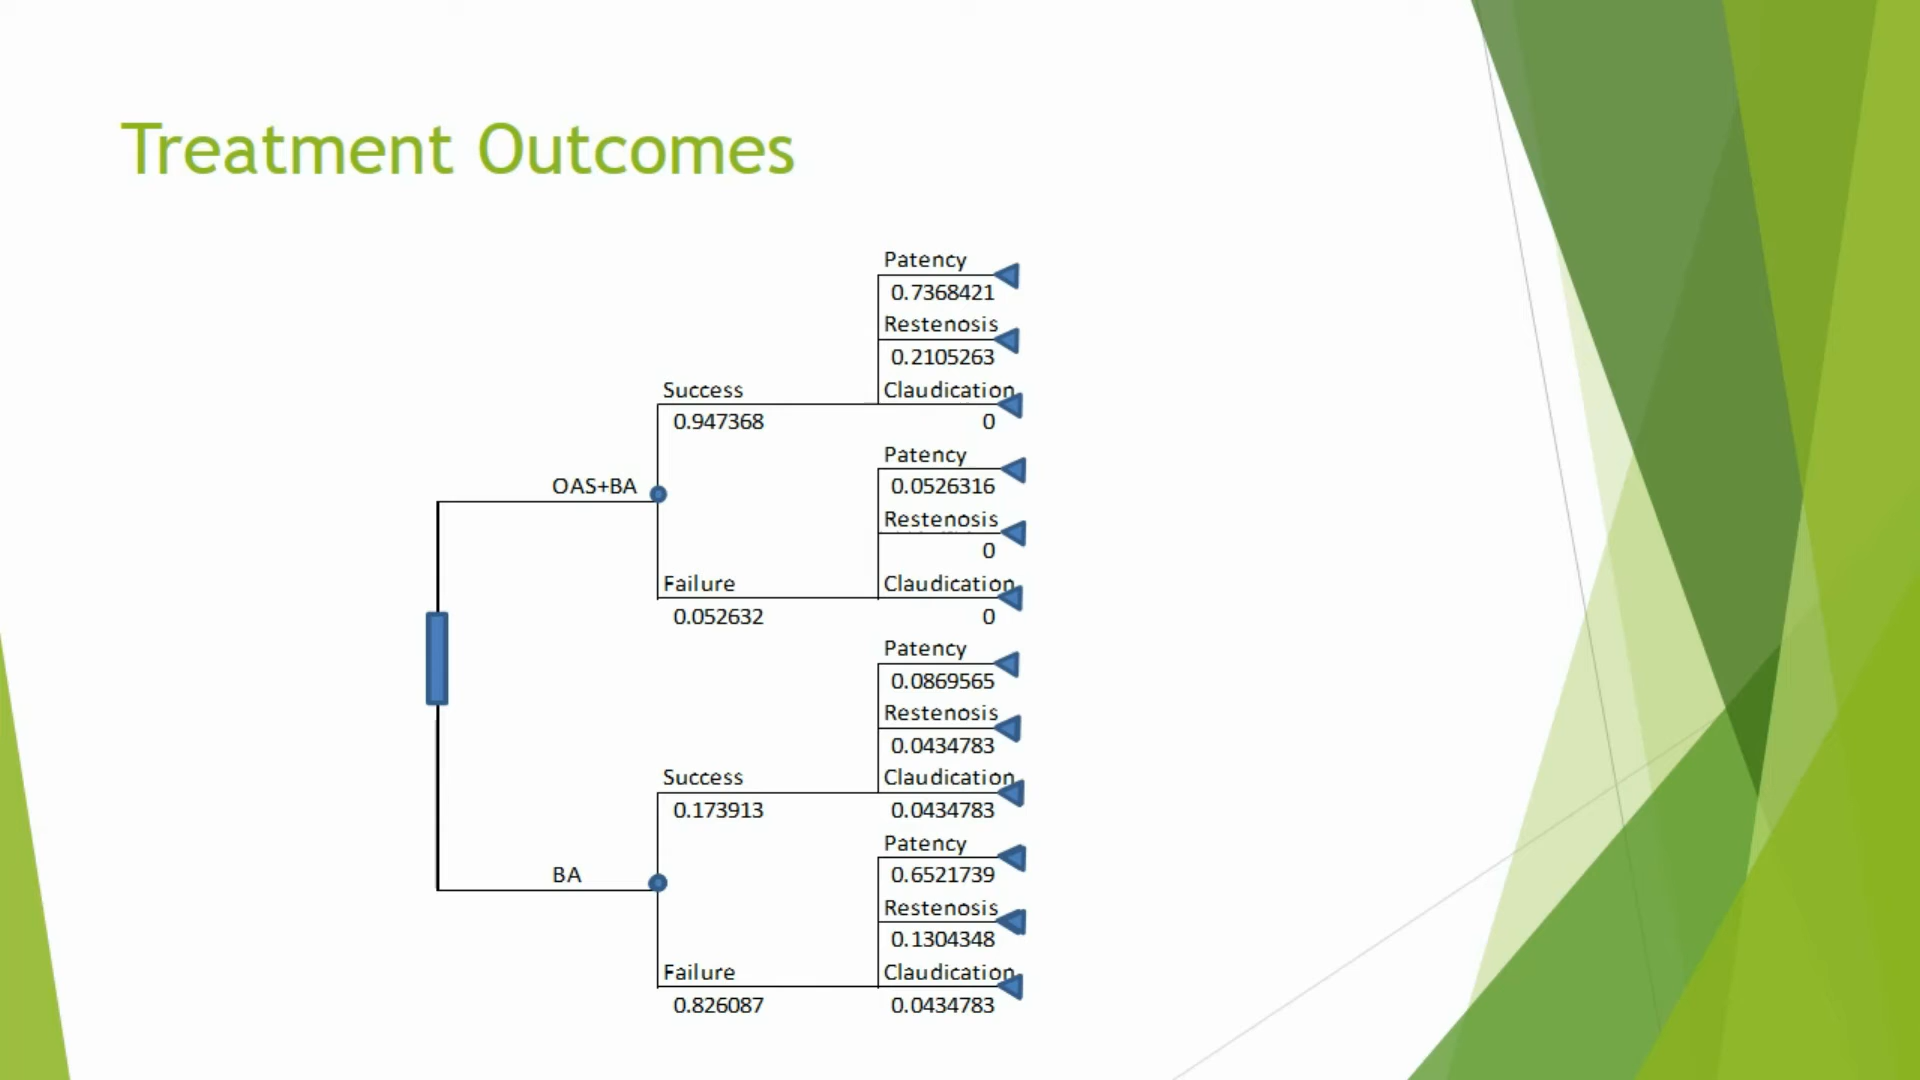 Treatment Outcomes
Patency
0.7368421
Restenosis
0.2105263
Success
Claudication
0.947368
0
Patency
OAS+BA
0.0526316
Restenosis
0
Failure
Claudication
0.052632
0
Patency
0.0869565
Restenosis
0.0434783
Success
Claudication
0.173913
0.0434783
Patency
BA
0.6521739
Restenosis
0.1304348
Failure
Claudication
0.826087
0.0434783